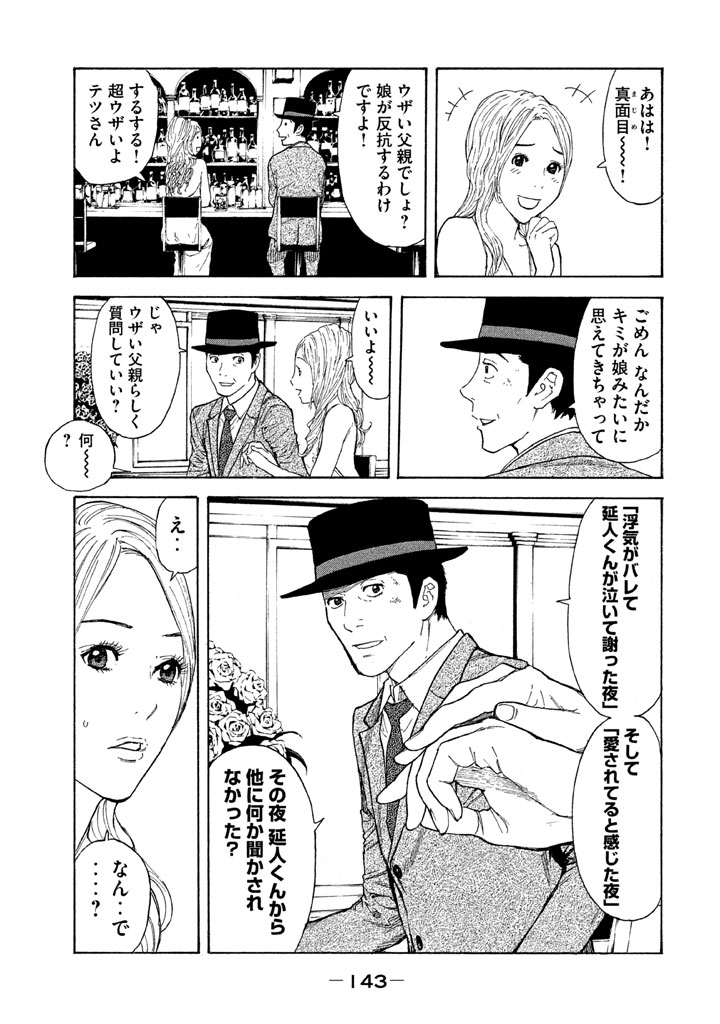 あはは！
真面目〜〜！
まじめ
ウザい父親でしょ？
娘が反抗するわけ
ですよ！
するする！
超ウザいよ
テツさん
ごめん なんだか
キミが娘みたいに
思えてきちゃって
いいよ〜〜
じゃ
ウザい父親らしく
質問していい？
何〜〜
？
「浮気がバレて
延人くんが泣いて謝った夜」
そして
「愛されてると感じた夜」
その夜 延人くんから
他に何か聞かされ
なかった？
え‥
なん‥で
‥‥？
—143—